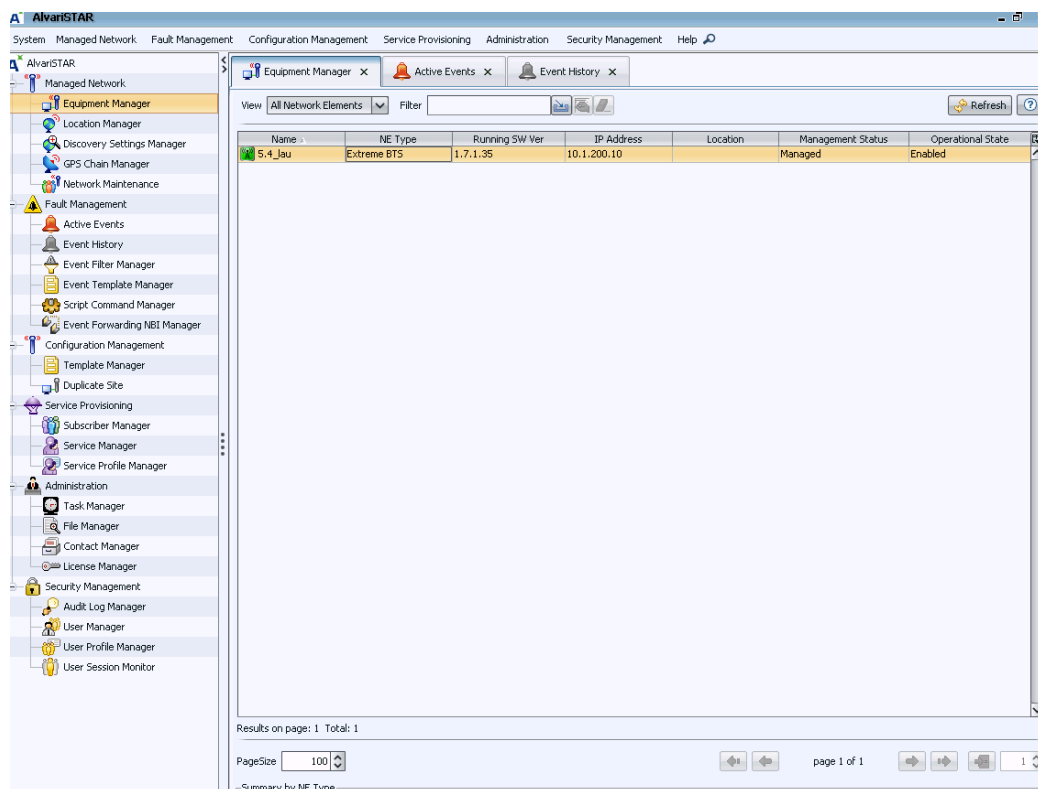 AlvariSTAR
System Managed Network Fault Management Configuration Management Service Provisioning Administration Security Management Help
AlvariSTAR
Managed Network
Equipment Manager
Location Manager
Discovery Settings Manager
GPS Chain Manager
Network Maintenance
Fault Management
Active Events
Event History
Event Filter Manager
Event Template Manager
Script Command Manager
Event Forwarding NBI Manager
Configuration Management
Template Manager
Duplicate Site
Service Provisioning
Subscriber Manager
Service Manager
Service Profile Manager
Administration
Task Manager
File Manager
Contact Manager
License Manager
Security Management
Audit Log Manager
User Manager
User Profile Manager
User Session Monitor
Equipment Manager Active Events Event History
View All Network Elements Filter Refresh
Name NE Type Running SW Ver IP Address Location Management Status Operational State
5.4_lau Extreme BTS 1.7.1.35 10.1.200.10 Managed Enabled
Results on page: 1 Total: 1
PageSize 100 page 1 of 1 1
Summary by NE Type